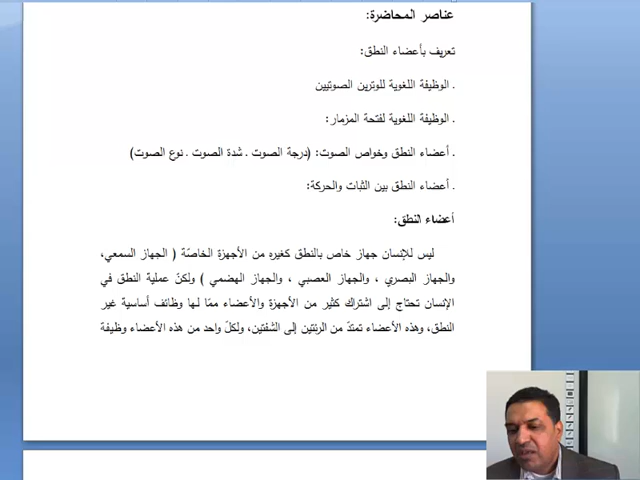 عناصر المحاضرة:
تعريف بأعضاء النطق:
. الوظيفة اللغوية للوترين الصوتيين
. الوظيفة اللغوية لفتحة المزمار:
. أعضاء النطق وخواص الصوت: (درجة الصوت . شدة الصوت . نوع الصوت)
. أعضاء النطق بين الثبات والحركة:
أعضاء النطق:
ليس للإنسان جهاز خاص بالنطق كغيره من الأجهزة الخاصّة ( الجهاز السمعي،
والجهاز البصري ، والجهاز العصبي ، والجهاز الهضمي ) ولكنّ عملية النطق في
الإنسان تحتاج إلى اشتراك كثير من الأجهزة والأعضاء ممّا لها وظائف أساسية غير
النطق، وهذه الأعضاء تمتدّ من الرئتين إلى الشفتين، ولكلّ واحد من هذه الأعضاء وظيفة